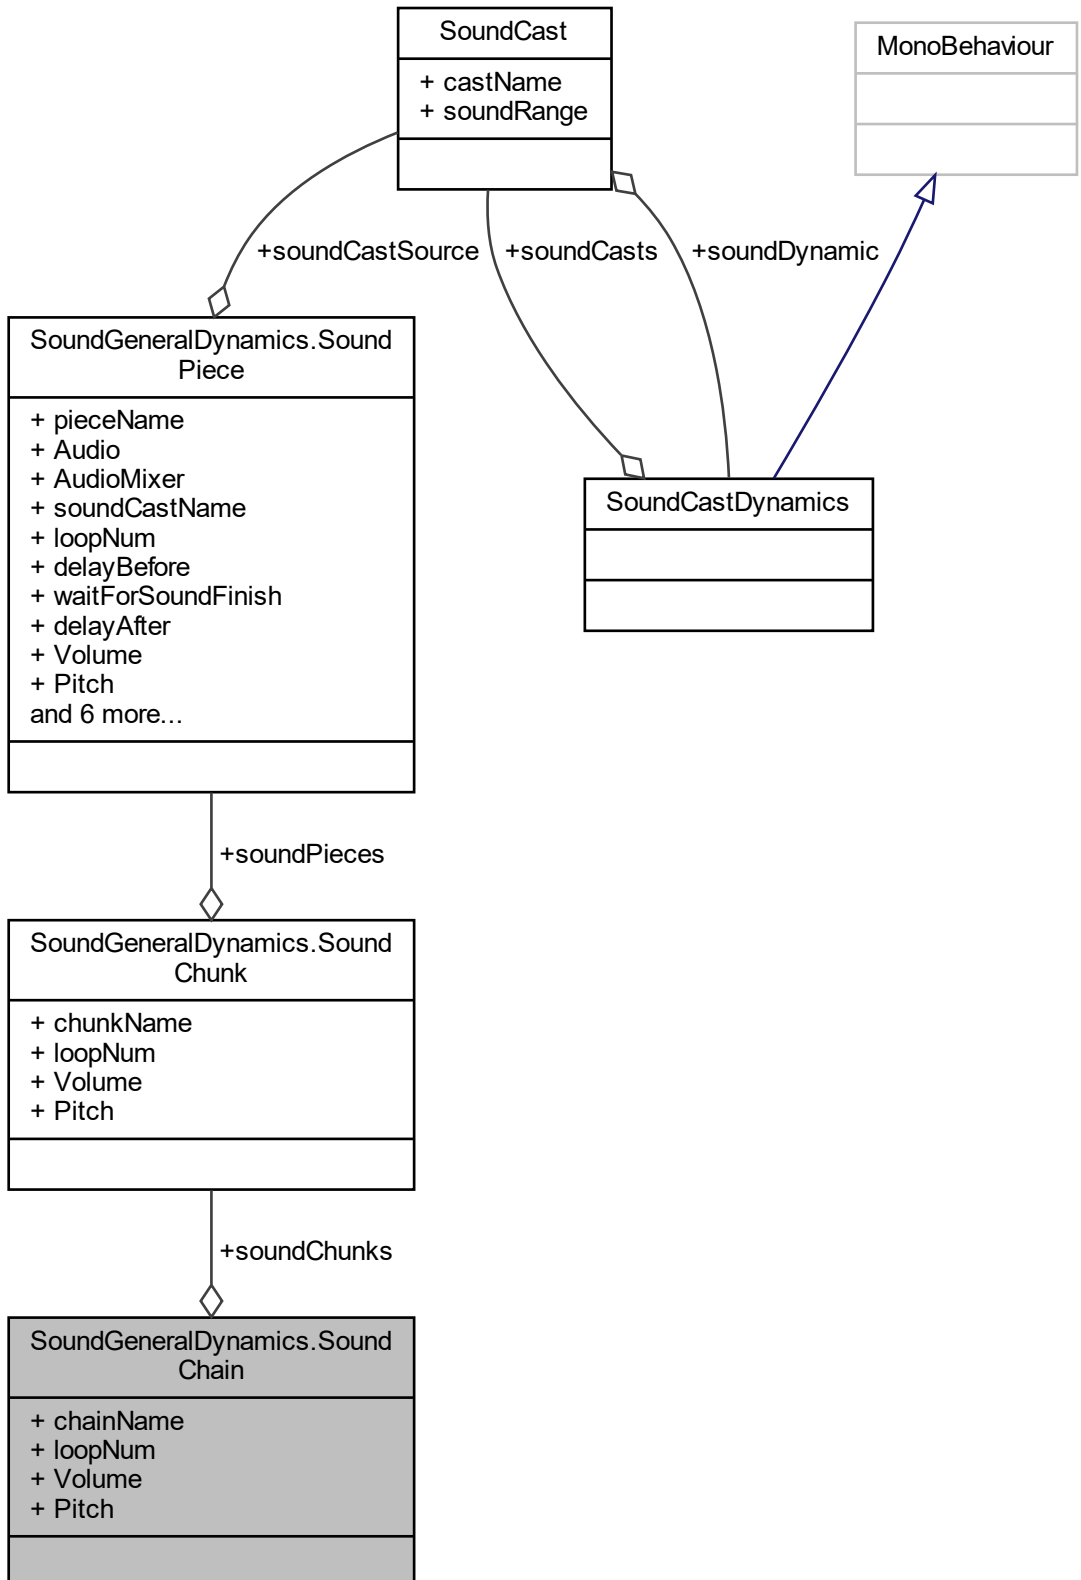 SoundCast
+ castName
+ soundRange
MonoBehaviour
+soundCastSource
+soundCasts
+soundDynamic
SoundGeneralDynamics.Sound
Piece
+ pieceName
+ Audio
+ AudioMixer
+ soundCastName
+ loopNum
+ delayBefore
+ waitForSoundFinish
+ delayAfter
+ Volume
+ Pitch
and 6 more...
SoundCastDynamics
+soundPieces
SoundGeneralDynamics.Sound
Chunk
+ chunkName
+ loopNum
+ Volume
+ Pitch
+soundChunks
SoundGeneralDynamics.Sound
Chain
+ chainName
+ loopNum
+ Volume
+ Pitch